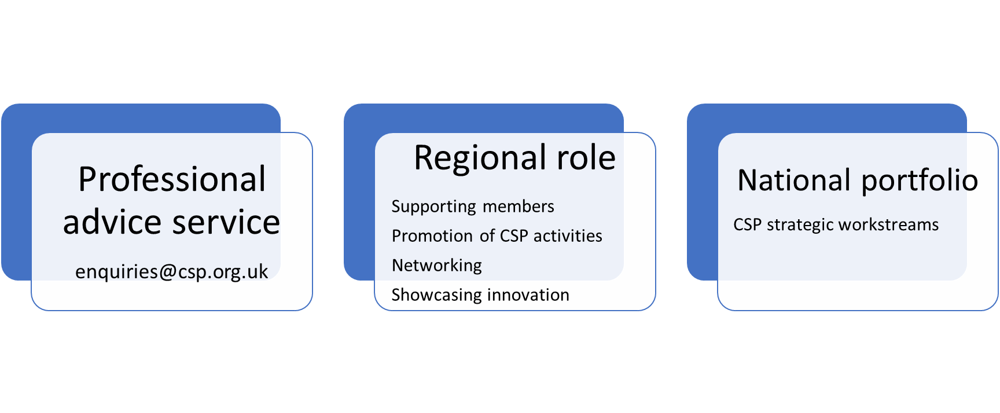 Professional
advice service
enquiries@csp.org.uk
Regional role
Supporting members
Promotion of CSP activities
Networking
Showcasing innovation
National portfolio
CSP strategic workstreams